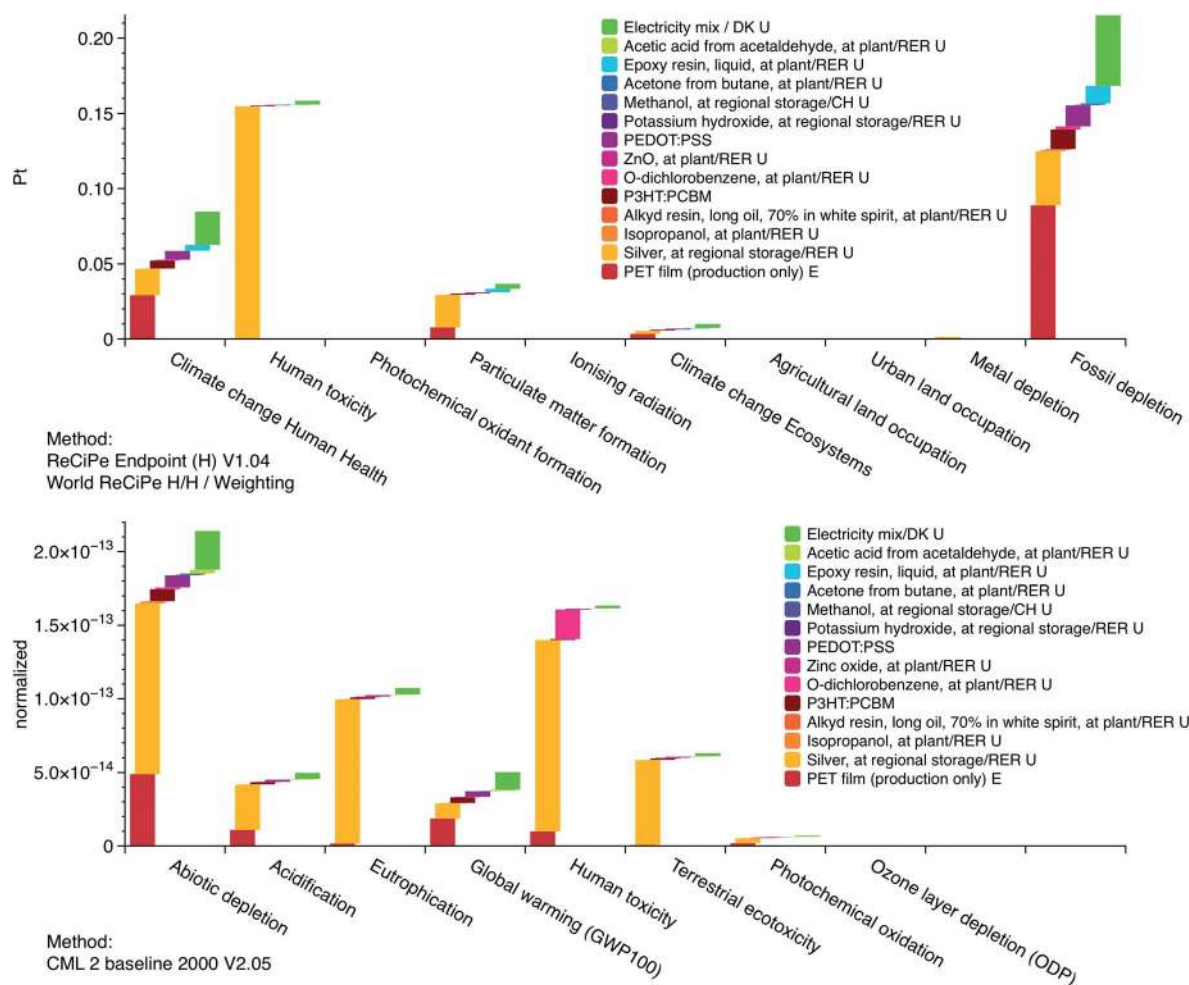 0.20
0.15
0.10
0.05
0
Pt
Electricity mix / DK U
Acetic acid from acetaldehyde, at plant/RER U
Epoxy resin, liquid, at plant/RER U
Acetone from butane, at plant/RER U
Methanol, at regional storage/CH U
Potassium hydroxide, at regional storage/RER U
PEDOT:PSS
ZnO, at plant/RER U
O-dichlorobenzene, at plant/RER U
P3HT:PCBM
Alkyd resin, long oil, 70% in white spirit, at plant/RER U
Isopropanol, at plant/RER U
Silver, at regional storage/RER U
PET film (production only) E
Climate change Human Health
Human toxicity
Photochemical oxidant formation
Particulate matter formation
Ionising radiation
Climate change Ecosystems
Agricultural land occupation
Urban land occupation
Metal depletion
Fossil depletion
Method:
ReCiPe Endpoint (H) V1.04
World ReCiPe H/H / Weighting
2.0×10⁻¹³
1.5×10⁻¹³
1.0×10⁻¹³
5.0×10⁻¹⁴
0
normalized
Electricity mix/DK U
Acetic acid from acetaldehyde, at plant/RER U
Epoxy resin, liquid, at plant/RER U
Acetone from butane, at plant/RER U
Methanol, at regional storage/CH U
Potassium hydroxide, at regional storage/RER U
PEDOT:PSS
Zinc oxide, at plant/RER U
O-dichlorobenzene, at plant/RER U
P3HT:PCBM
Alkyd resin, long oil, 70% in white spirit, at plant/RER U
Isopropanol, at plant/RER U
Silver, at regional storage/RER U
PET film (production only) E
Abiotic depletion
Acidification
Eutrophication
Global warming (GWP100)
Human toxicity
Terrestrial ecotoxicity
Photochemical oxidation
Ozone layer depletion (ODP)
Method:
CML 2 baseline 2000 V2.05